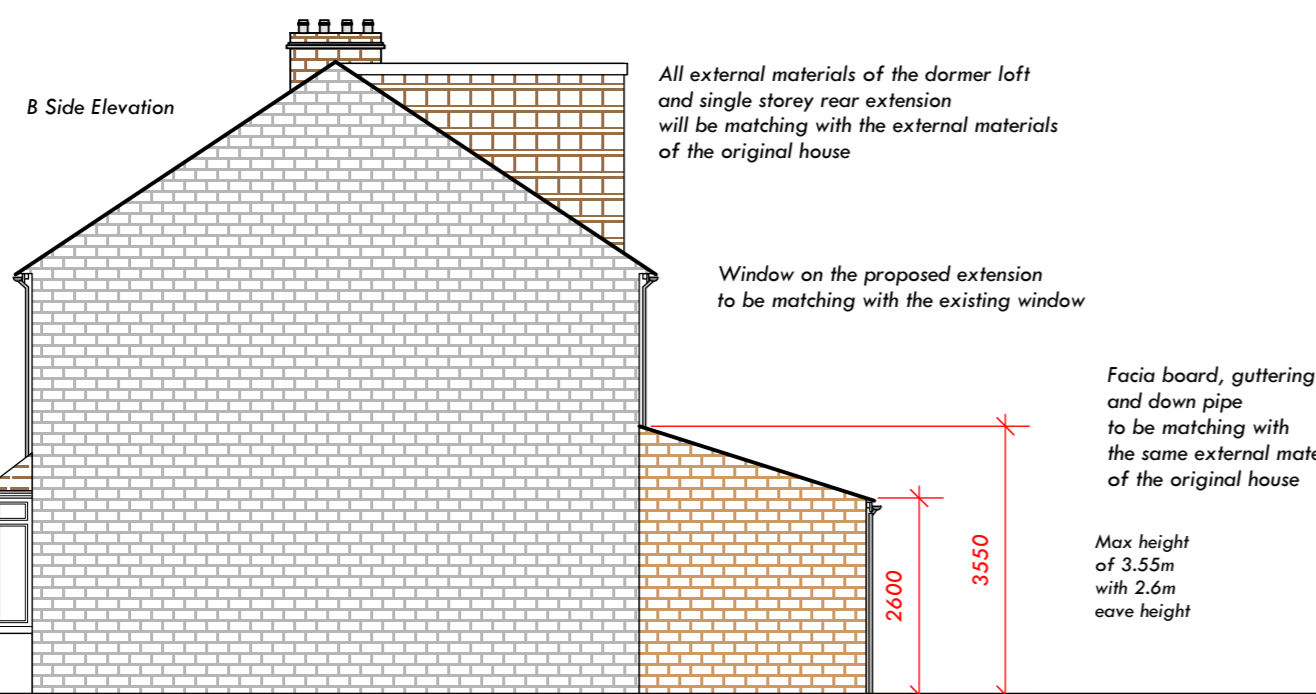 B Side Elevation
All external materials of the dormer loft
and single storey rear extension
will be matching with the external materials
of the original house
Window on the proposed extension
to be matching with the existing window
Facia board, guttering
and down pipe
to be matching with
the same external
of the original house
Max height
of 3.55m
with 2.6m
eave height
2600
3550